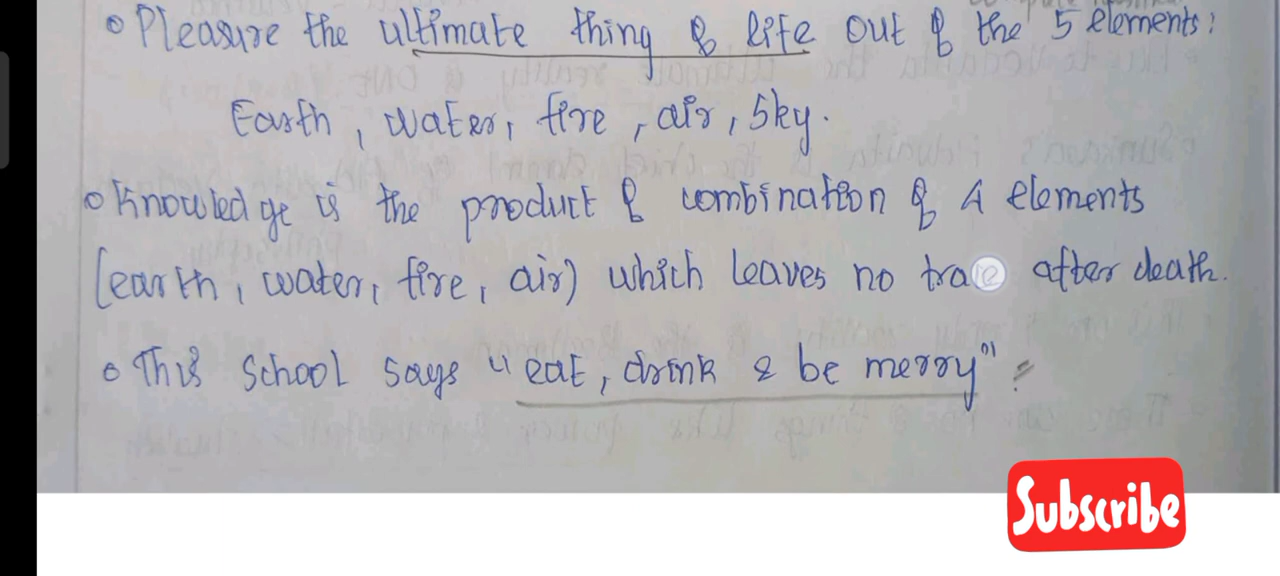 Pleasure the ultimate thing of life out of the 5 elements:
Earth, water, fire, air, sky.
Knowledge is the product of combination of 4 elements
(earth, water, fire, air) which leaves no trace after death.
This School says "eat, drink & be merry"
Subscribe